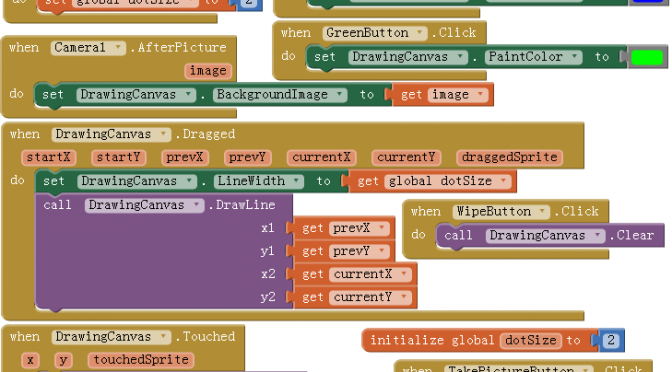 do set global dotSize to 2
when Camera1 .AfterPicture
image
do set DrawingCanvas . BackgroundImage to get image
when GreenButton .Click
do set DrawingCanvas . PaintColor to
when DrawingCanvas .Dragged
startX startY prevX prevY currentX currentY draggedSprite
do set DrawingCanvas . LineWidth to get global dotSize
call DrawingCanvas .DrawLine
x1 get prevX
y1 get prevY
x2 get currentX
y2 get currentY
when WipeButton .Click
do call DrawingCanvas .Clear
when DrawingCanvas .Touched
x y touchedSprite
initialize global dotSize to 2
when TakePictureButton .Click